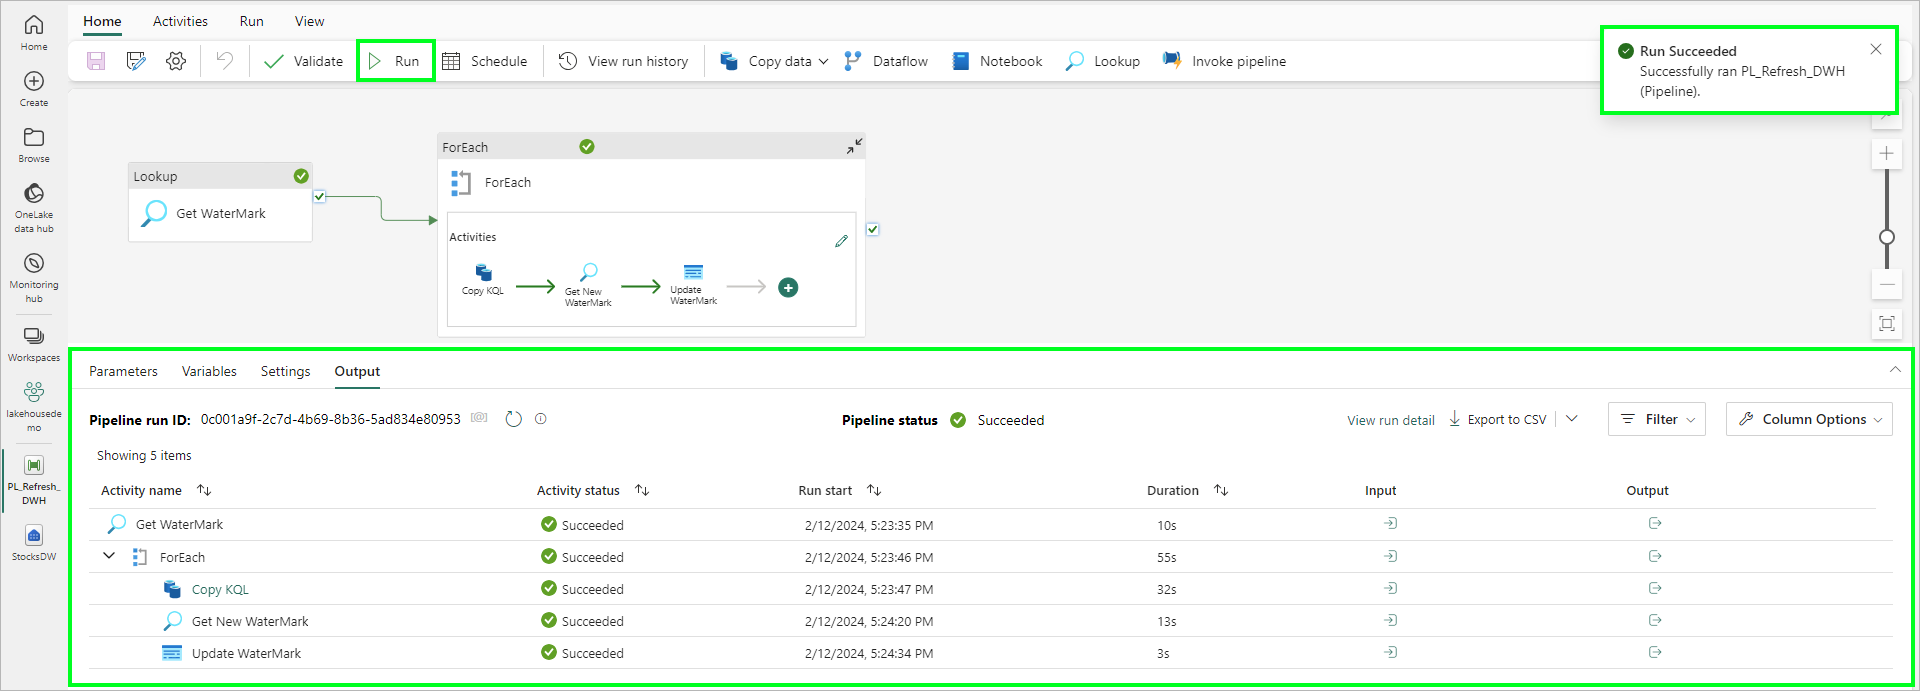 Home
Create
Browse
OneLake
data hub
Monitoring
hub
Workspaces
lakehousede
mo
PL_Refresh_
DWH
StocksDW
Home Activities Run View
Validate Run Schedule View run history Copy data Dataflow Notebook Lookup Invoke pipeline
Run Succeeded
Successfully ran PL_Refresh_DWH
(Pipeline).
Lookup
Get WaterMark
ForEach
ForEach
Activities
Copy KQL
Get New
WaterMark
Update
WaterMark
Parameters Variables Settings Output
Pipeline run ID: 0c001a9f-2c7d-4b69-8b36-5ad834e80953 Pipeline status Succeeded View run detail Export to CSV Filter Column Options
Showing 5 items
Activity name Activity status Run start Duration Input Output
Get WaterMark Succeeded 2/12/2024, 5:23:35 PM 10s
ForEach Succeeded 2/12/2024, 5:23:46 PM 55s
Copy KQL Succeeded 2/12/2024, 5:23:47 PM 32s
Get New WaterMark Succeeded 2/12/2024, 5:24:20 PM 13s
Update WaterMark Succeeded 2/12/2024, 5:24:34 PM 3s